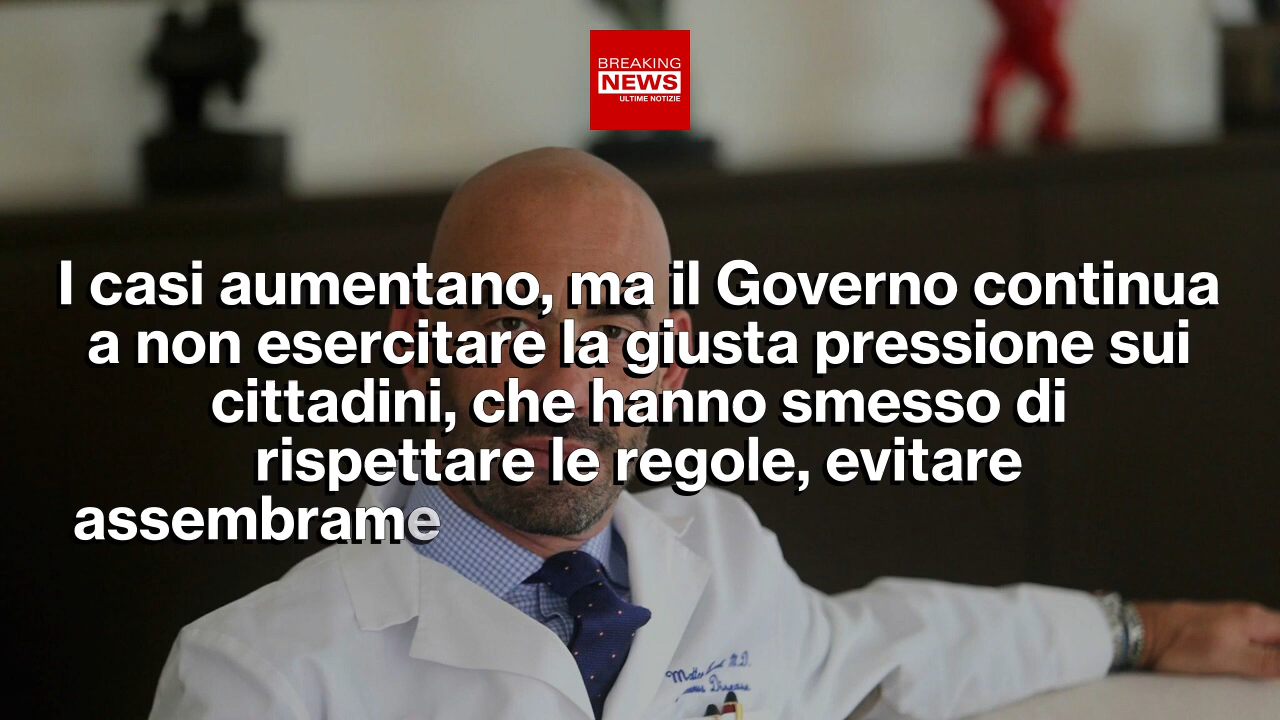 BREAKING
NEWS
ULTIME NOTIZIE
I casi aumentano, ma il Governo continua
a non esercitare la giusta pressione sui
cittadini, che hanno smesso di
rispettare le regole, evitare
assembrame
M.D.